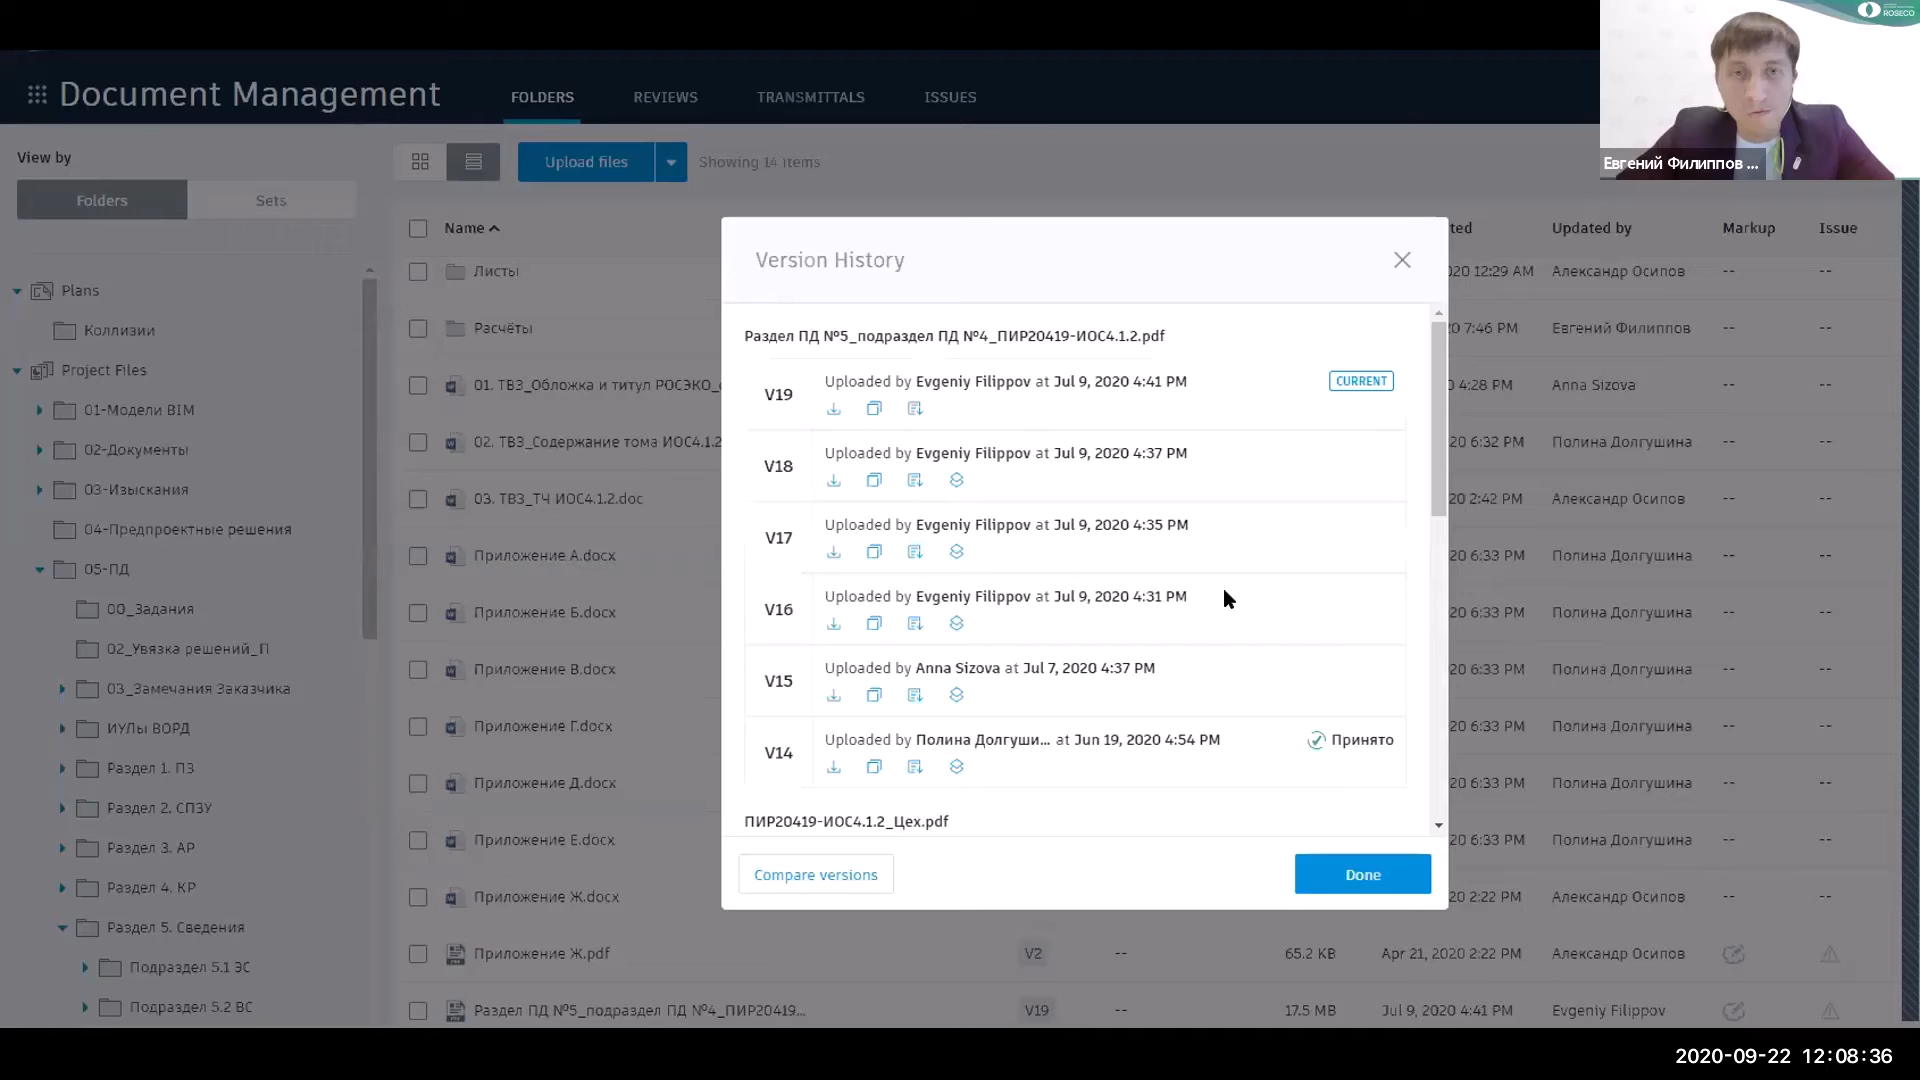 ROSECO
Евгений Филиппов ...
Document Management
FOLDERS
REVIEWS
TRANSMITTALS
ISSUES
View by
Folders
Sets
Upload files
Showing 14 items
Plans
Коллизии
Project Files
01-Модели BIM
02-Документы
03-Изыскания
04-Предпроектные решения
05-ПД
00_Задания
02_Увязка решений_П
03_Замечания Заказчика
ИУЛы ВОРД
Раздел 1. ПЗ
Раздел 2. СПЗУ
Раздел 3. АР
Раздел 4. КР
Раздел 5. Сведения
Подраздел 5.1 ЭС
Подраздел 5.2 ВС
Name
ted
Updated by
Markup
Issue
Листы
020 12:29 AM Александр Осипов -- --
Расчёты
20 7:46 PM Евгений Филиппов -- --
01. ТВ3_Обложка и титул РОСЭКО_
0 4:28 PM Anna Sizova -- --
02. ТВ3_Содержание тома ИОС4.1.2
20 6:32 PM Полина Долгушина -- --
03. ТВ3_ТЧ ИОС4.1.2.doc
20 2:42 PM Александр Осипов -- --
Приложение А.docx
20 6:33 PM Полина Долгушина -- --
Приложение Б.docx
20 6:33 PM Полина Долгушина -- --
Приложение В.docx
20 6:33 PM Полина Долгушина -- --
Приложение Г.docx
20 6:33 PM Полина Долгушина -- --
Приложение Д.docx
20 6:33 PM Полина Долгушина -- --
Приложение Е.docx
20 6:33 PM Полина Долгушина -- --
Приложение Ж.docx
20 2:22 PM Александр Осипов -- --
Приложение Ж.pdf V2 -- 65.2 KB Apr 21, 2020 2:22 PM Александр Осипов
Раздел ПД №5_подраздел ПД №4_ПИР20419... V19 -- 17.5 MB Jul 9, 2020 4:41 PM Evgeniy Filippov
Version History
Раздел ПД №5_подраздел ПД №4_ПИР20419-ИОС4.1.2.pdf
V19 Uploaded by Evgeniy Filippov at Jul 9, 2020 4:41 PM CURRENT
V18 Uploaded by Evgeniy Filippov at Jul 9, 2020 4:37 PM
V17 Uploaded by Evgeniy Filippov at Jul 9, 2020 4:35 PM
V16 Uploaded by Evgeniy Filippov at Jul 9, 2020 4:31 PM
V15 Uploaded by Anna Sizova at Jul 7, 2020 4:37 PM
V14 Uploaded by Полина Долгуши... at Jun 19, 2020 4:54 PM Принято
ПИР20419-ИОС4.1.2_Цех.pdf
Compare versions
Done
2020-09-22 12:08:36